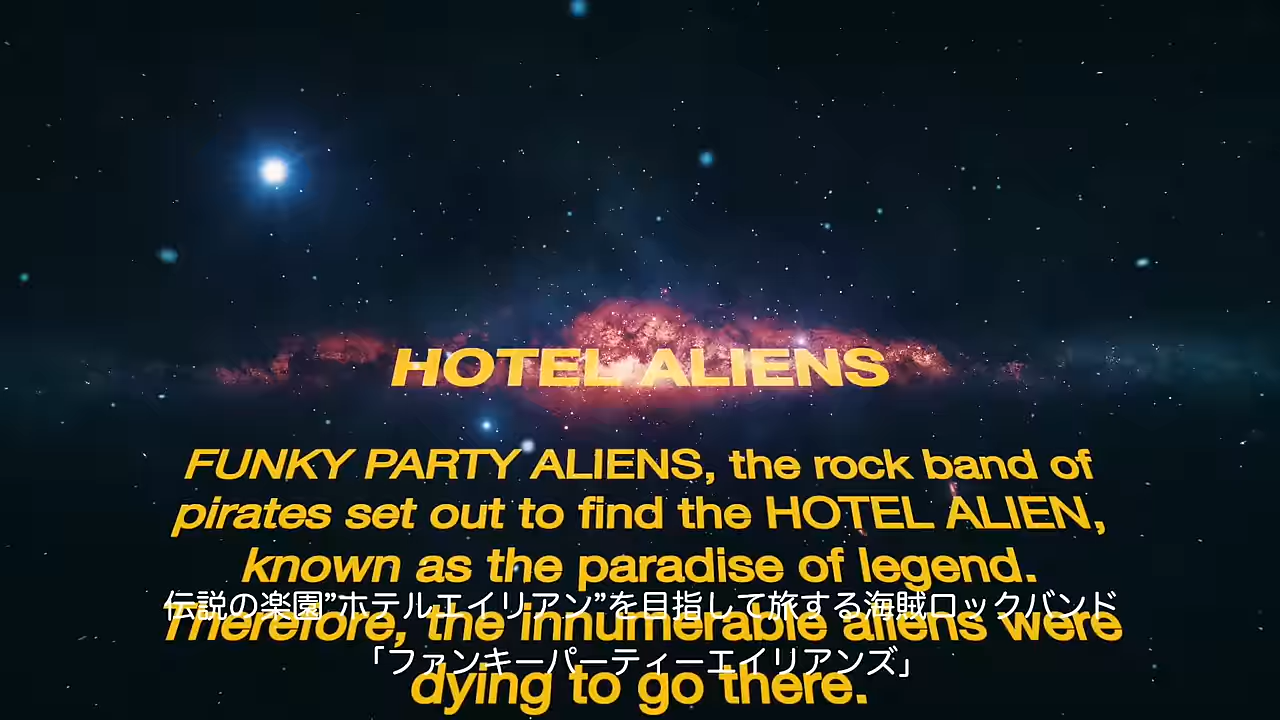 HOTEL ALIENS
FUNKY PARTY ALIENS, the rock band of
pirates set out to find the HOTEL ALIEN,
known as the paradise of legend.
伝説の楽園”ホテルエイリアン”を目指して旅する海賊ロックバンド
Therefore, the innumerable aliens were
「ファンキーパーティーエイリアンズ」
dying to go there.